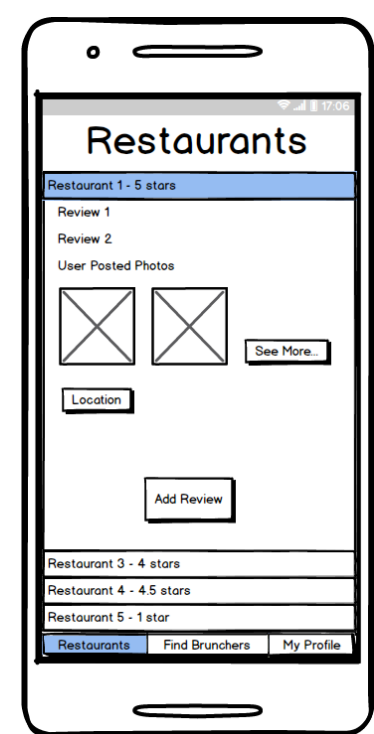 17:06
Restaurants
Restaurant 1 - 5 stars
Review 1
Review 2
User Posted Photos
See More...
Location
Add Review
Restaurant 3 - 4 stars
Restaurant 4 - 4.5 stars
Restaurant 5 - 1 star
Restaurants Find Brunchers My Profile